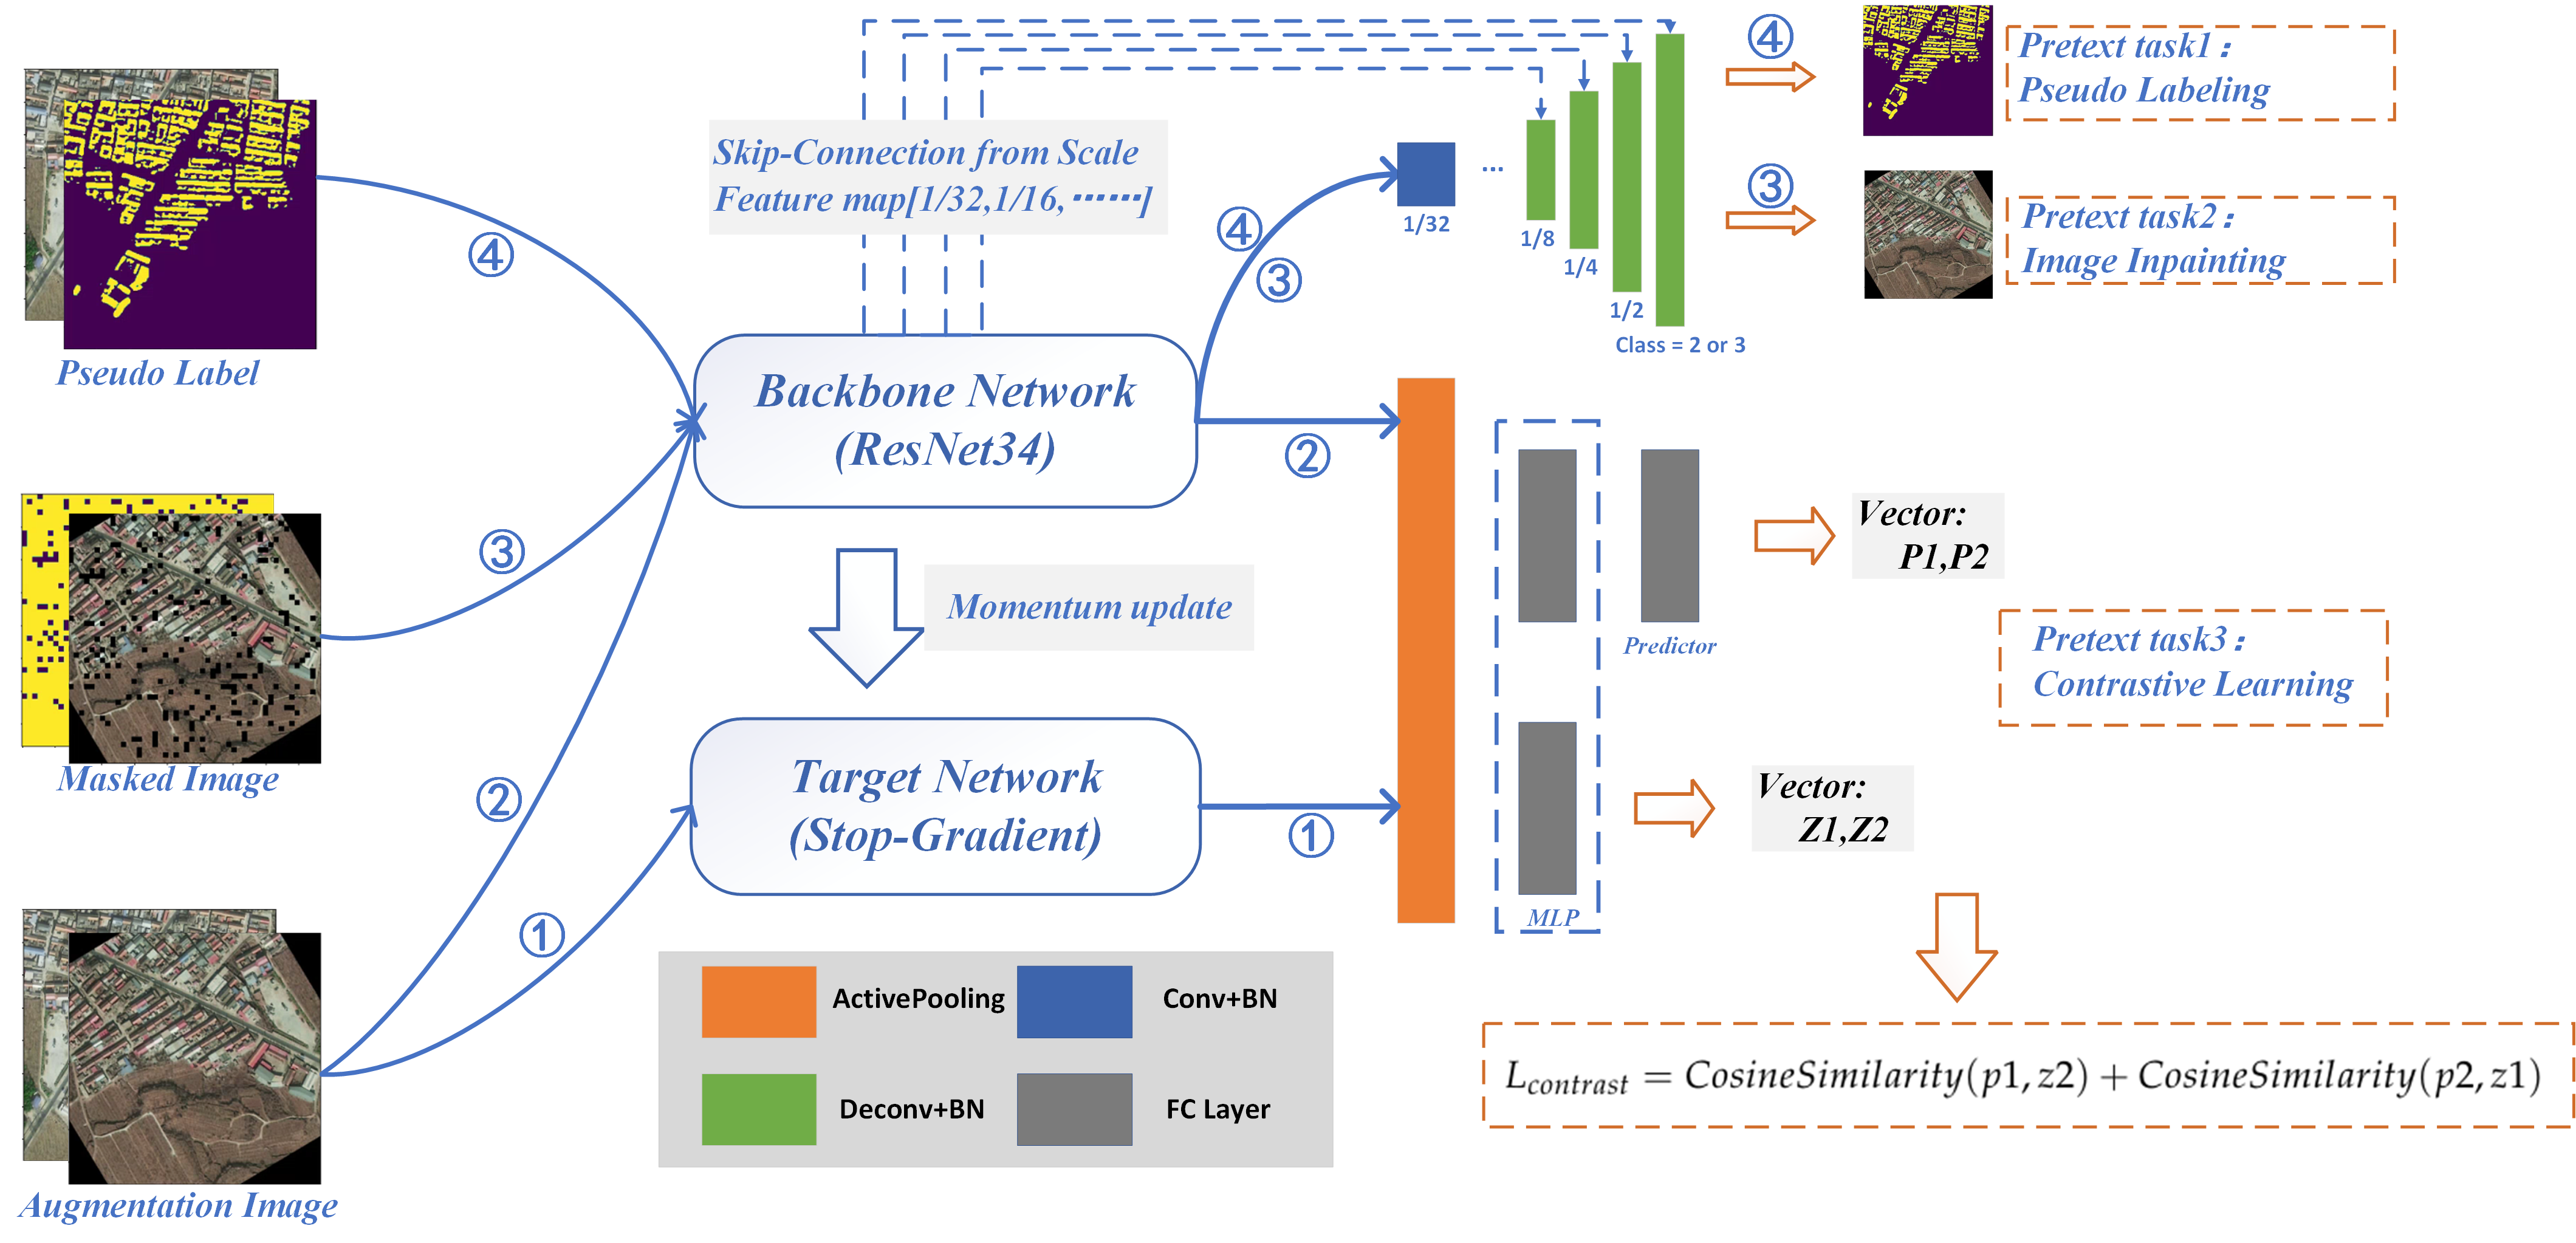 ④
Pretext task1：
Pseudo Labeling
Skip-Connection from Scale
Feature map[1/32,1/16, ······]
...
1/32
1/8
1/4
1/2
Class = 2 or 3
③
Pretext task2：
Image Inpainting
④
③
④
Pseudo Label
Backbone Network
(ResNet34)
②
③
Masked Image
Momentum update
Predictor
Vector:
P1,P2
Pretext task3：
Contrastive Learning
②
Target Network
(Stop-Gradient)
①
MLP
Vector:
Z1,Z2
①
Augmentation Image
ActivePooling
Conv+BN
Deconv+BN
FC Layer
L_contrast = CosineSimilarity(p1,z2) + CosineSimilarity(p2,z1)